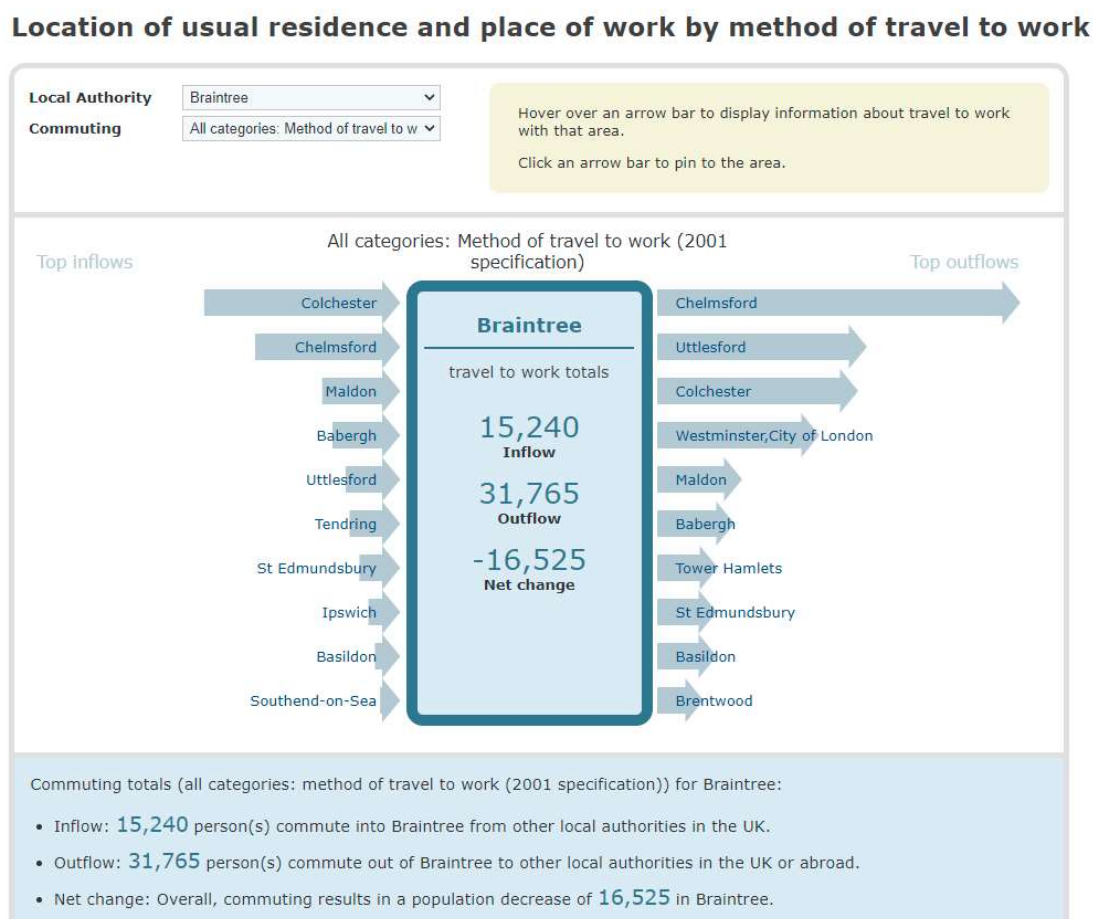 Location of usual residence and place of work by method of travel to work
Local Authority
Braintree
Commuting
All categories: Method of travel to w
Hover over an arrow bar to display information about travel to work
with that area.
Click an arrow bar to pin to the area.
All categories: Method of travel to work (2001
specification)
Top inflows
Top outflows
Colchester
Chelmsford
Maldon
Babergh
Uttlesford
Tendring
St Edmundsbury
Ipswich
Basildon
Southend-on-Sea
Braintree
travel to work totals
15,240
Inflow
31,765
Outflow
-16,525
Net change
Chelmsford
Uttlesford
Colchester
Westminster,City of London
Maldon
Babergh
Tower Hamlets
St Edmundsbury
Basildon
Brentwood
Commuting totals (all categories: method of travel to work (2001 specification)) for Braintree:
• Inflow: 15,240 person(s) commute into Braintree from other local authorities in the UK.
• Outflow: 31,765 person(s) commute out of Braintree to other local authorities in the UK or abroad.
• Net change: Overall, commuting results in a population decrease of 16,525 in Braintree.